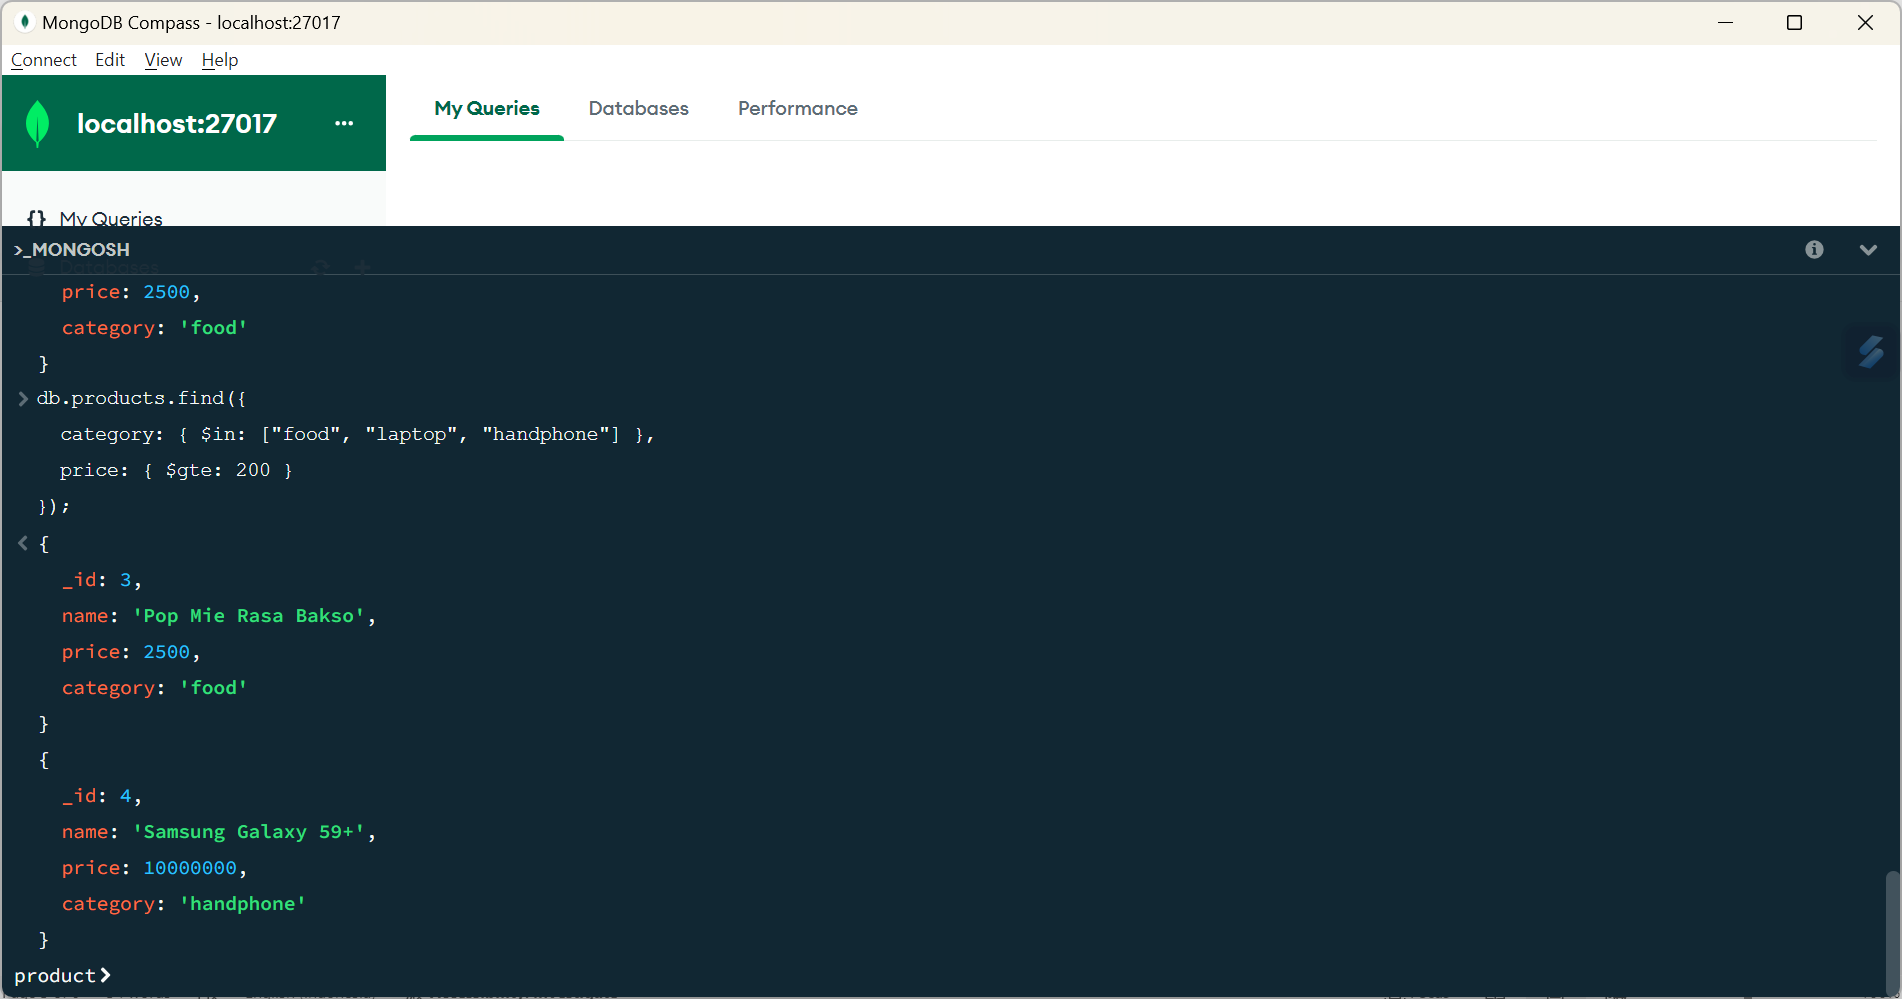 MongoDB Compass - localhost:27017
Connect Edit View Help
localhost:27017 ...
My Queries Databases Performance
{} My Queries
>_MONGOSH
Databases
price: 2500,
category: 'food'
}
> db.products.find({
category: { $in: ["food", "laptop", "handphone"] },
price: { $gte: 200 }
});
< {
_id: 3,
name: 'Pop Mie Rasa Bakso',
price: 2500,
category: 'food'
}
{
_id: 4,
name: 'Samsung Galaxy 59+',
price: 10000000,
category: 'handphone'
}
product>